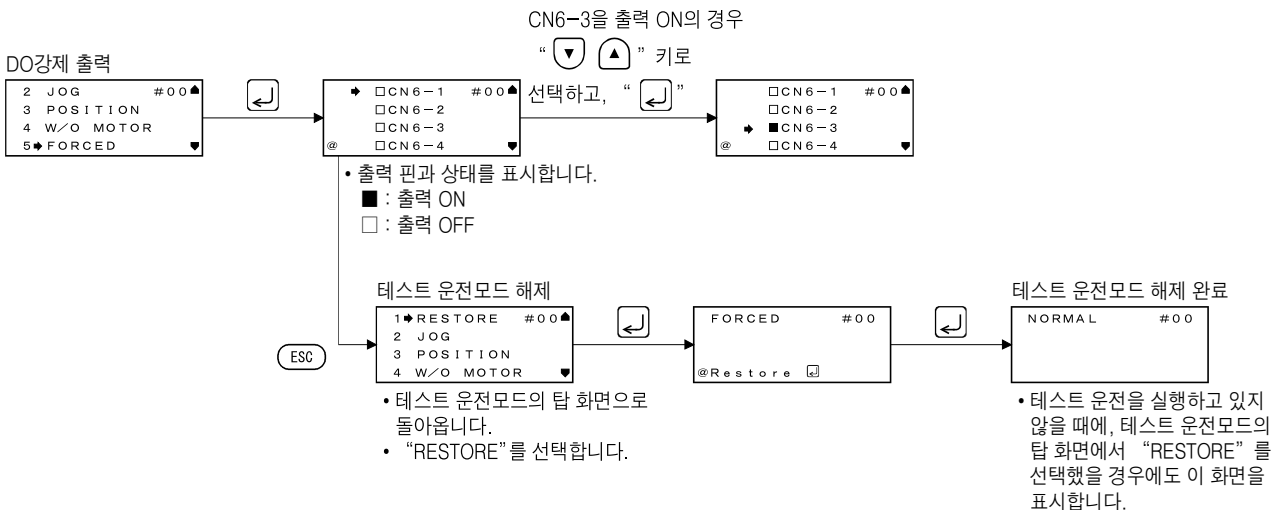 CN6-3을 출력 ON의 경우
“ ▼ ▲ ” 키로
선택하고, “ ↵ ”
DO강제 출력
2 JOG #00▲
3 POSITION
4 W/O MOTOR
5➧FORCED ▼
➧ □CN6-1 #00▲
□CN6-2
□CN6-3
@ □CN6-4 ▼
□CN6-1 #00▲
□CN6-2
➧ ■CN6-3
@ □CN6-4 ▼
• 출력 핀과 상태를 표시합니다.
■ : 출력 ON
□ : 출력 OFF
ESC
테스트 운전모드 해제
1➧RESTORE #00▲
2 JOG
3 POSITION
4 W/O MOTOR ▼
• 테스트 운전모드의 탑 화면으로
돌아옵니다.
• “RESTORE”를 선택합니다.
FORCED #00
@Restore ↵
테스트 운전모드 해제 완료
NORMAL #00
• 테스트 운전을 실행하고 있지
않을 때에, 테스트 운전모드의
탑 화면에서 “RESTORE” 를
선택했을 경우에도 이 화면을
표시합니다.